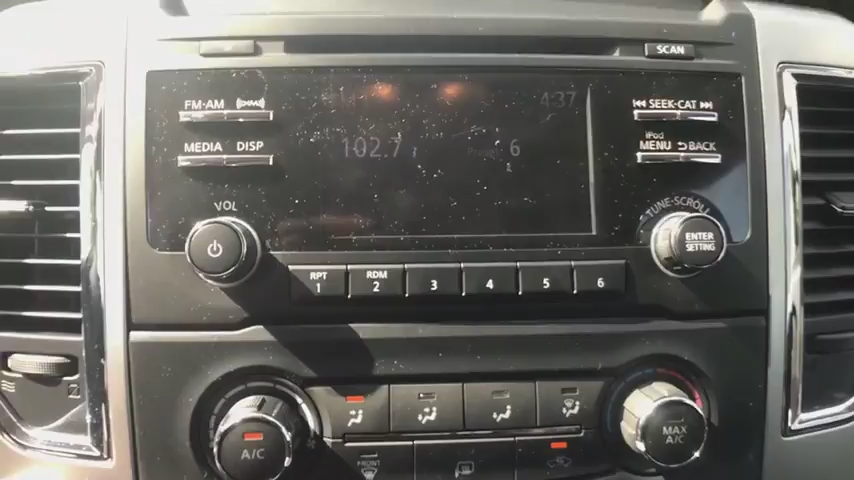 SCAN
FM·AM
4:37
SEEK·CAT
102.7
6
MEDIA DISP
iPod
MENU BACK
VOL
TUNE·SCROLL
ENTER
SETTING
RPT
1
RDM
2
3
4
5
6
A/C
FRONT
MAX
A/C